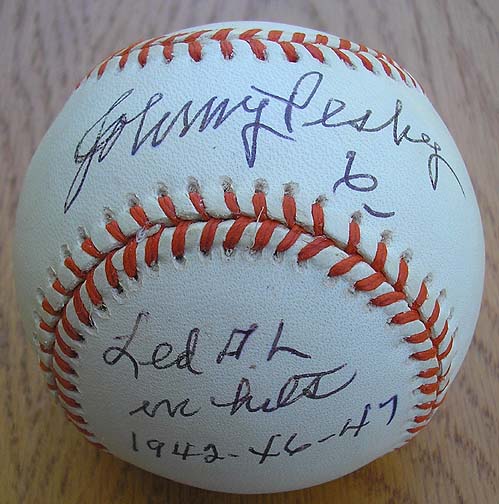 Johnny Pesky
6
Led A L
in hits
1942-46-47